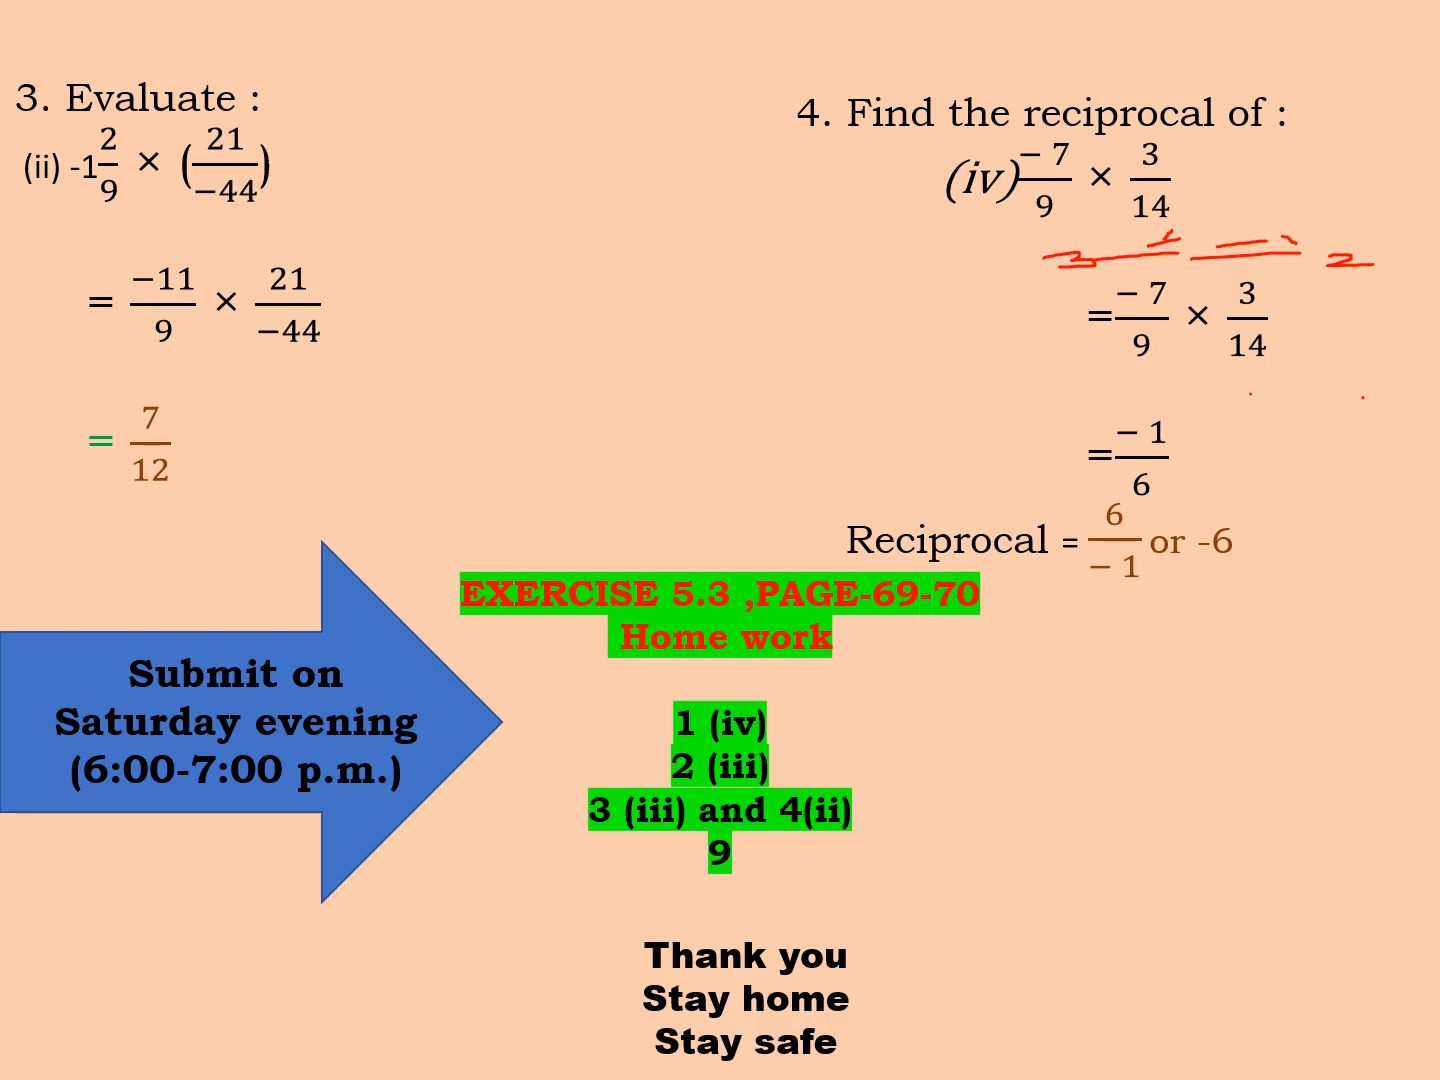 3. Evaluate :
(ii) -1 2/9 × (21/−44)
= −11/9 × 21/−44
= 7/12
4. Find the reciprocal of :
(iv) − 7/9 × 3/14
= − 7/9 × 3/14
= − 1/6
Reciprocal = 6/− 1 or -6
EXERCISE 5.3 ,PAGE-69-70
Home work
Submit on
Saturday evening
(6:00-7:00 p.m.)
1 (iv)
2 (iii)
3 (iii) and 4(ii)
9
Thank you
Stay home
Stay safe